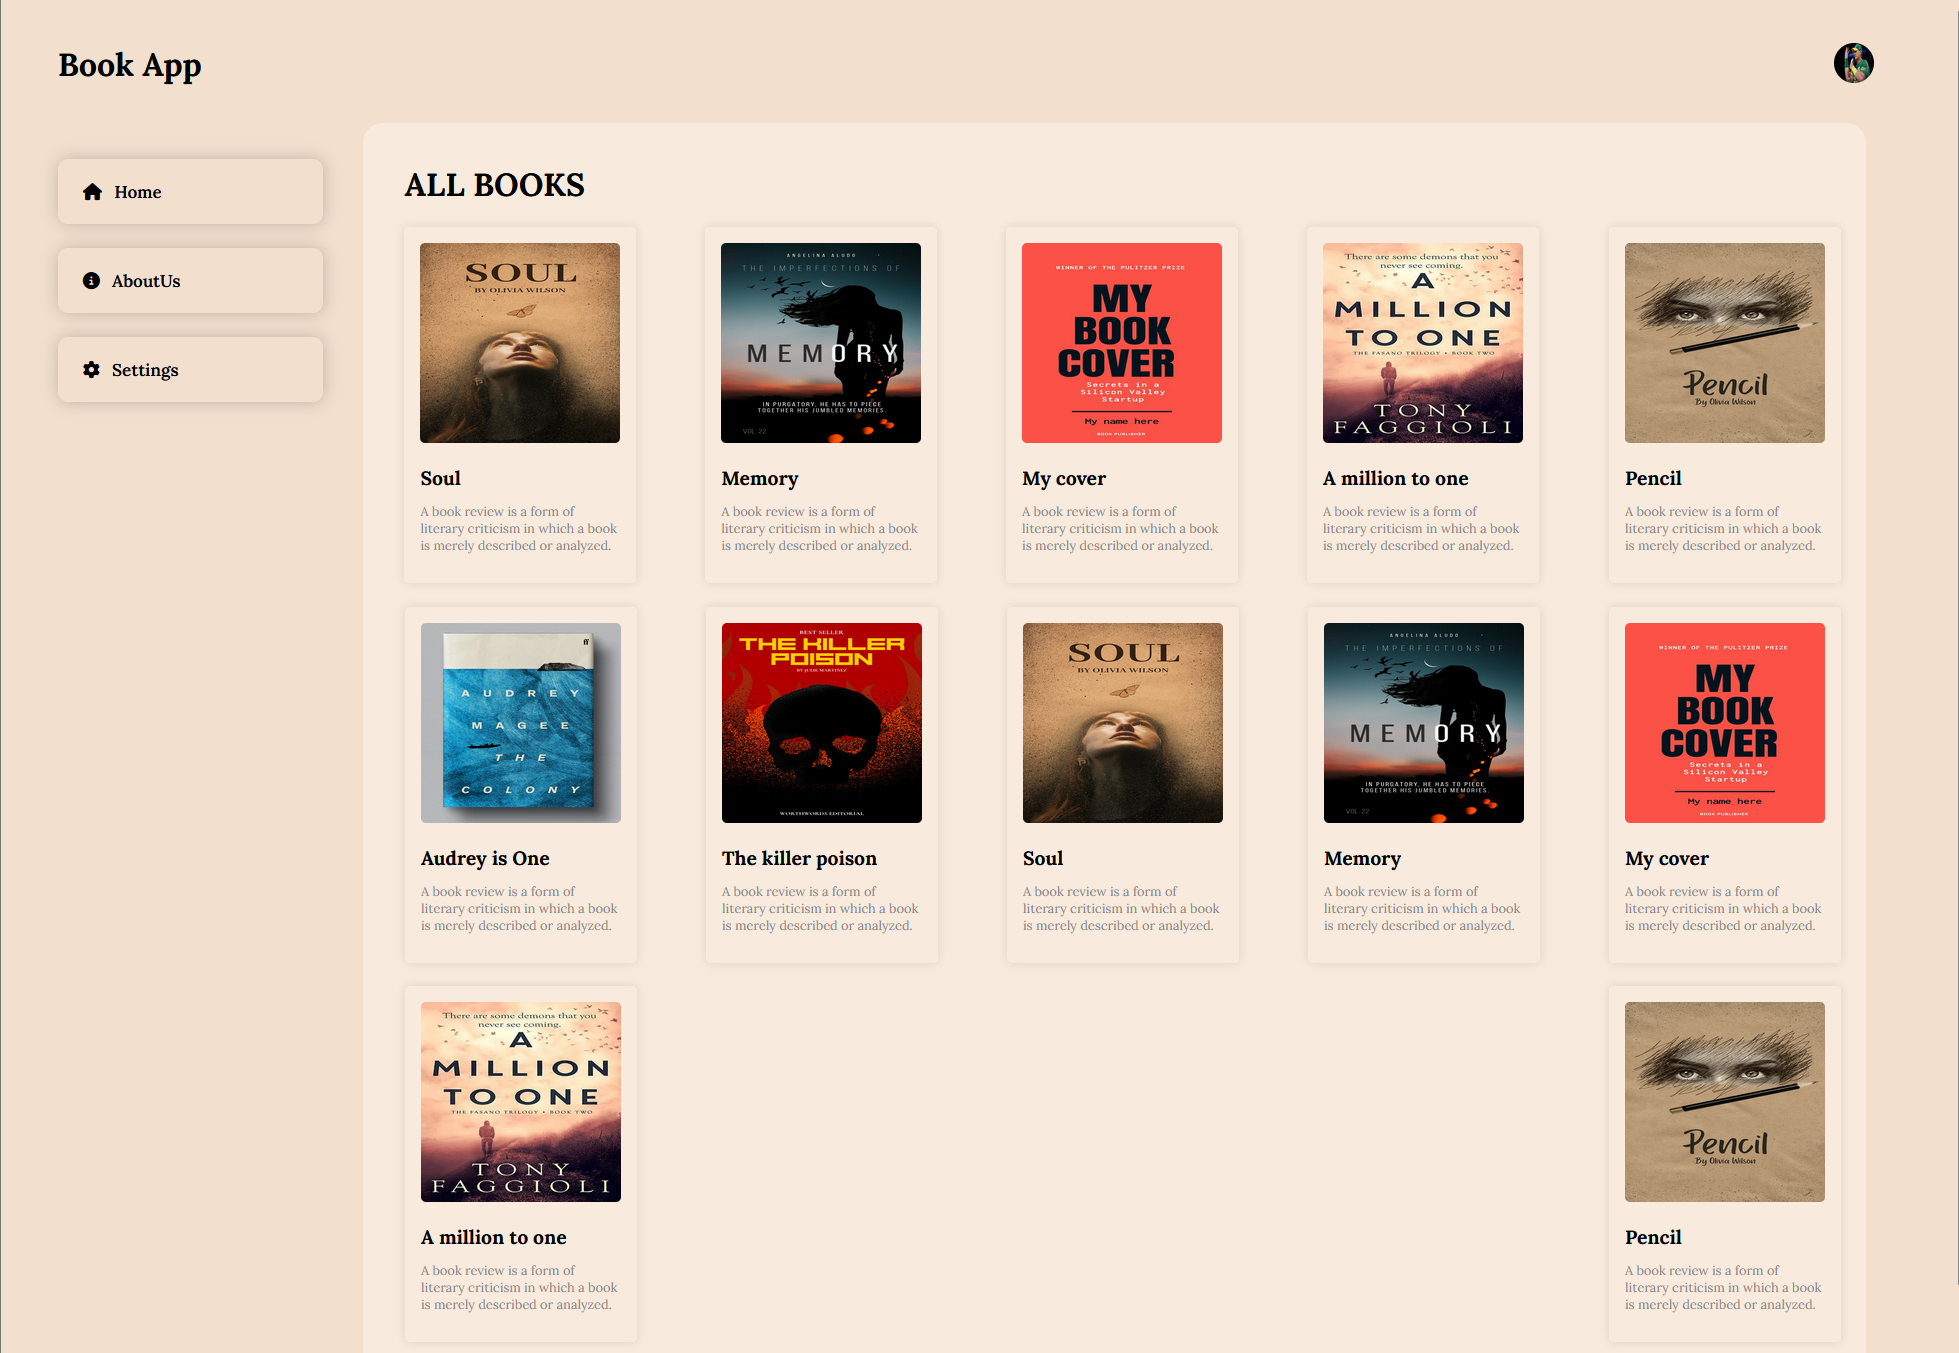 Book App
Home
AboutUs
Settings
ALL BOOKS
SOUL
BY OLIVIA WILSON
Soul
A book review is a form of
literary criticism in which a book
is merely described or analyzed.
ANGELINA ALUDO
THE IMPERFECTIONS OF
MEMORY
IN PURGATORY, HE HAS TO PIECE
TOGETHER HIS JUMBLED MEMORIES.
VOL 22
Memory
A book review is a form of
literary criticism in which a book
is merely described or analyzed.
WINNER OF THE PULITZER PRIZE
MY
BOOK
COVER
Secrets in a
Silicon Valley
Startup
My name here
BOOK PUBLISHER
My cover
A book review is a form of
literary criticism in which a book
is merely described or analyzed.
There are some demons that you
never see coming.
A
MILLION
TO ONE
THE FASANO TRILOGY • BOOK TWO
TONY
FAGGIOLI
A million to one
A book review is a form of
literary criticism in which a book
is merely described or analyzed.
Pencil
By Olivia Wilson
Pencil
A book review is a form of
literary criticism in which a book
is merely described or analyzed.
ff
AUDREY
MAGEE
THE
COLONY
Audrey is One
A book review is a form of
literary criticism in which a book
is merely described or analyzed.
BEST SELLER
THE KILLER
POISON
BY JULIE MARTINEZ
WORTHWORDS EDITORIAL
The killer poison
A book review is a form of
literary criticism in which a book
is merely described or analyzed.
SOUL
BY OLIVIA WILSON
Soul
A book review is a form of
literary criticism in which a book
is merely described or analyzed.
ANGELINA ALUDO
THE IMPERFECTIONS OF
MEMORY
IN PURGATORY, HE HAS TO PIECE
TOGETHER HIS JUMBLED MEMORIES.
VOL 22
Memory
A book review is a form of
literary criticism in which a book
is merely described or analyzed.
WINNER OF THE PULITZER PRIZE
MY
BOOK
COVER
Secrets in a
Silicon Valley
Startup
My name here
BOOK PUBLISHER
My cover
A book review is a form of
literary criticism in which a book
is merely described or analyzed.
There are some demons that you
never see coming.
A
MILLION
TO ONE
THE FASANO TRILOGY • BOOK TWO
TONY
FAGGIOLI
A million to one
A book review is a form of
literary criticism in which a book
is merely described or analyzed.
Pencil
By Olivia Wilson
Pencil
A book review is a form of
literary criticism in which a book
is merely described or analyzed.